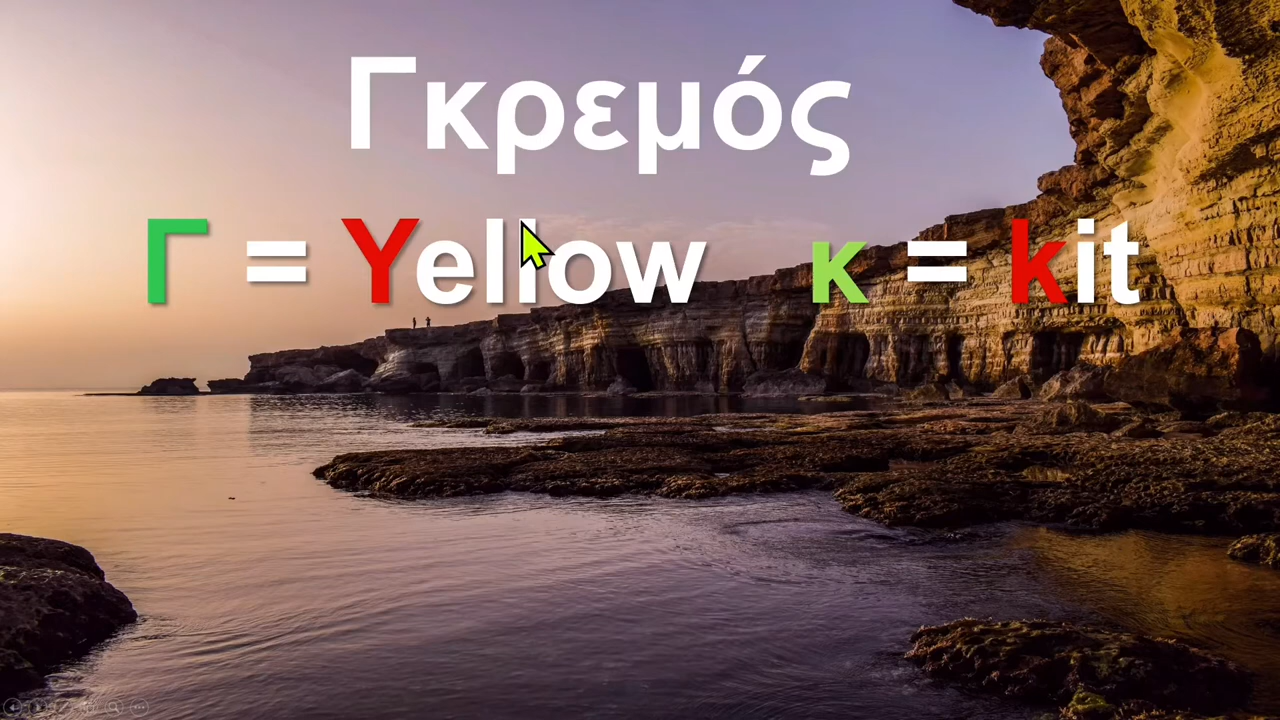 Γκρεμός
Γ = Yellow κ = kit